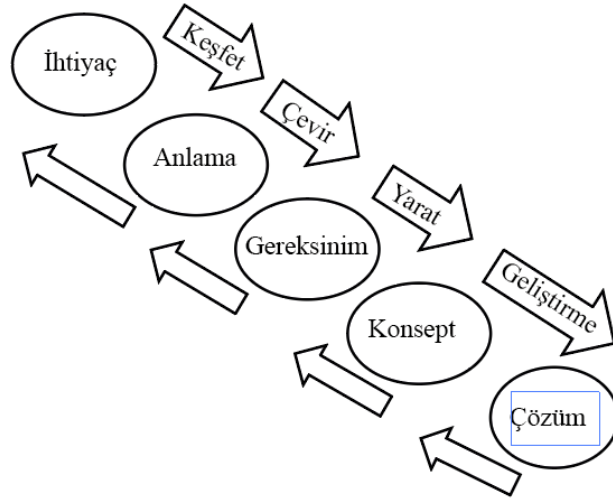 İhtiyaç
Keşfet
Çevir
Anlama
Yarat
Gereksinim
Geliştirme
Konsept
Çözüm